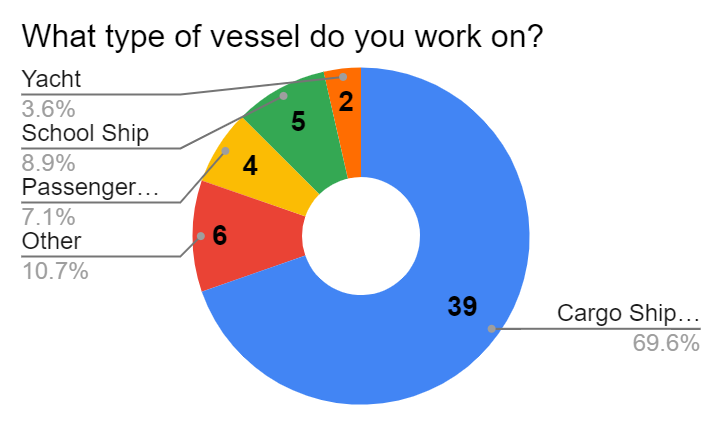 What type of vessel do you work on?
Yacht
3.6%
School Ship
8.9%
Passenger…
7.1%
Other
10.7%
2
5
4
6
39
Cargo Ship…
69.6%